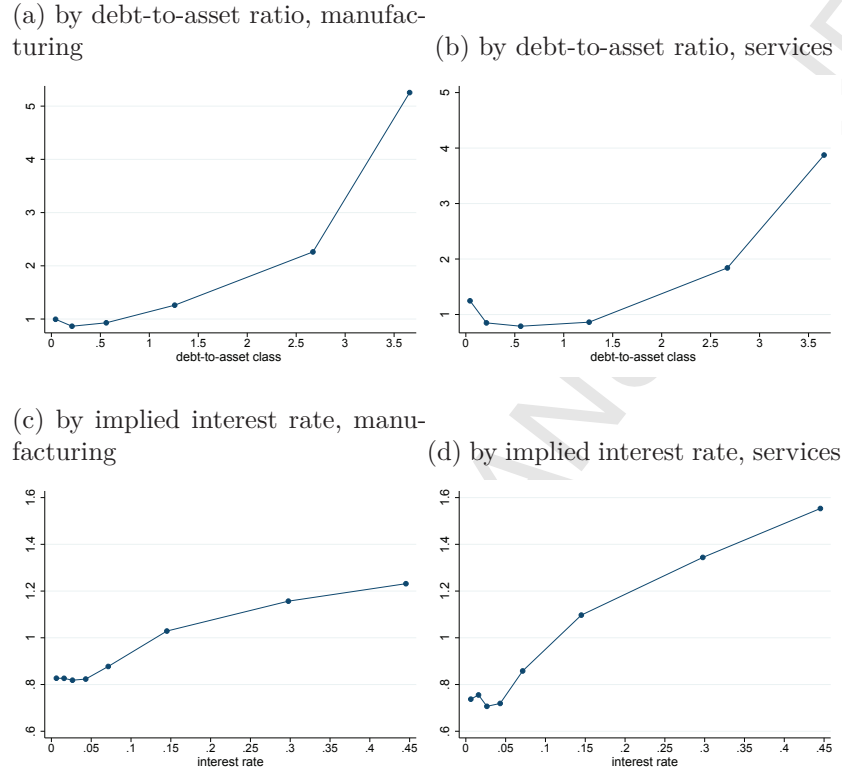 (a) by debt-to-asset ratio, manufac-
turing
(b) by debt-to-asset ratio, services
5
4
3
2
1
0 .5 1 1.5 2 2.5 3 3.5
debt-to-asset class
5
4
3
2
1
0 .5 1 1.5 2 2.5 3 3.5
debt-to-asset class
(c) by implied interest rate, manu-
facturing
(d) by implied interest rate, services
1.6
1.4
1.2
1
.8
.6
0 .05 .1 .15 .2 .25 .3 .35 .4 .45
interest rate
1.6
1.4
1.2
1
.8
.6
0 .05 .1 .15 .2 .25 .3 .35 .4 .45
interest rate